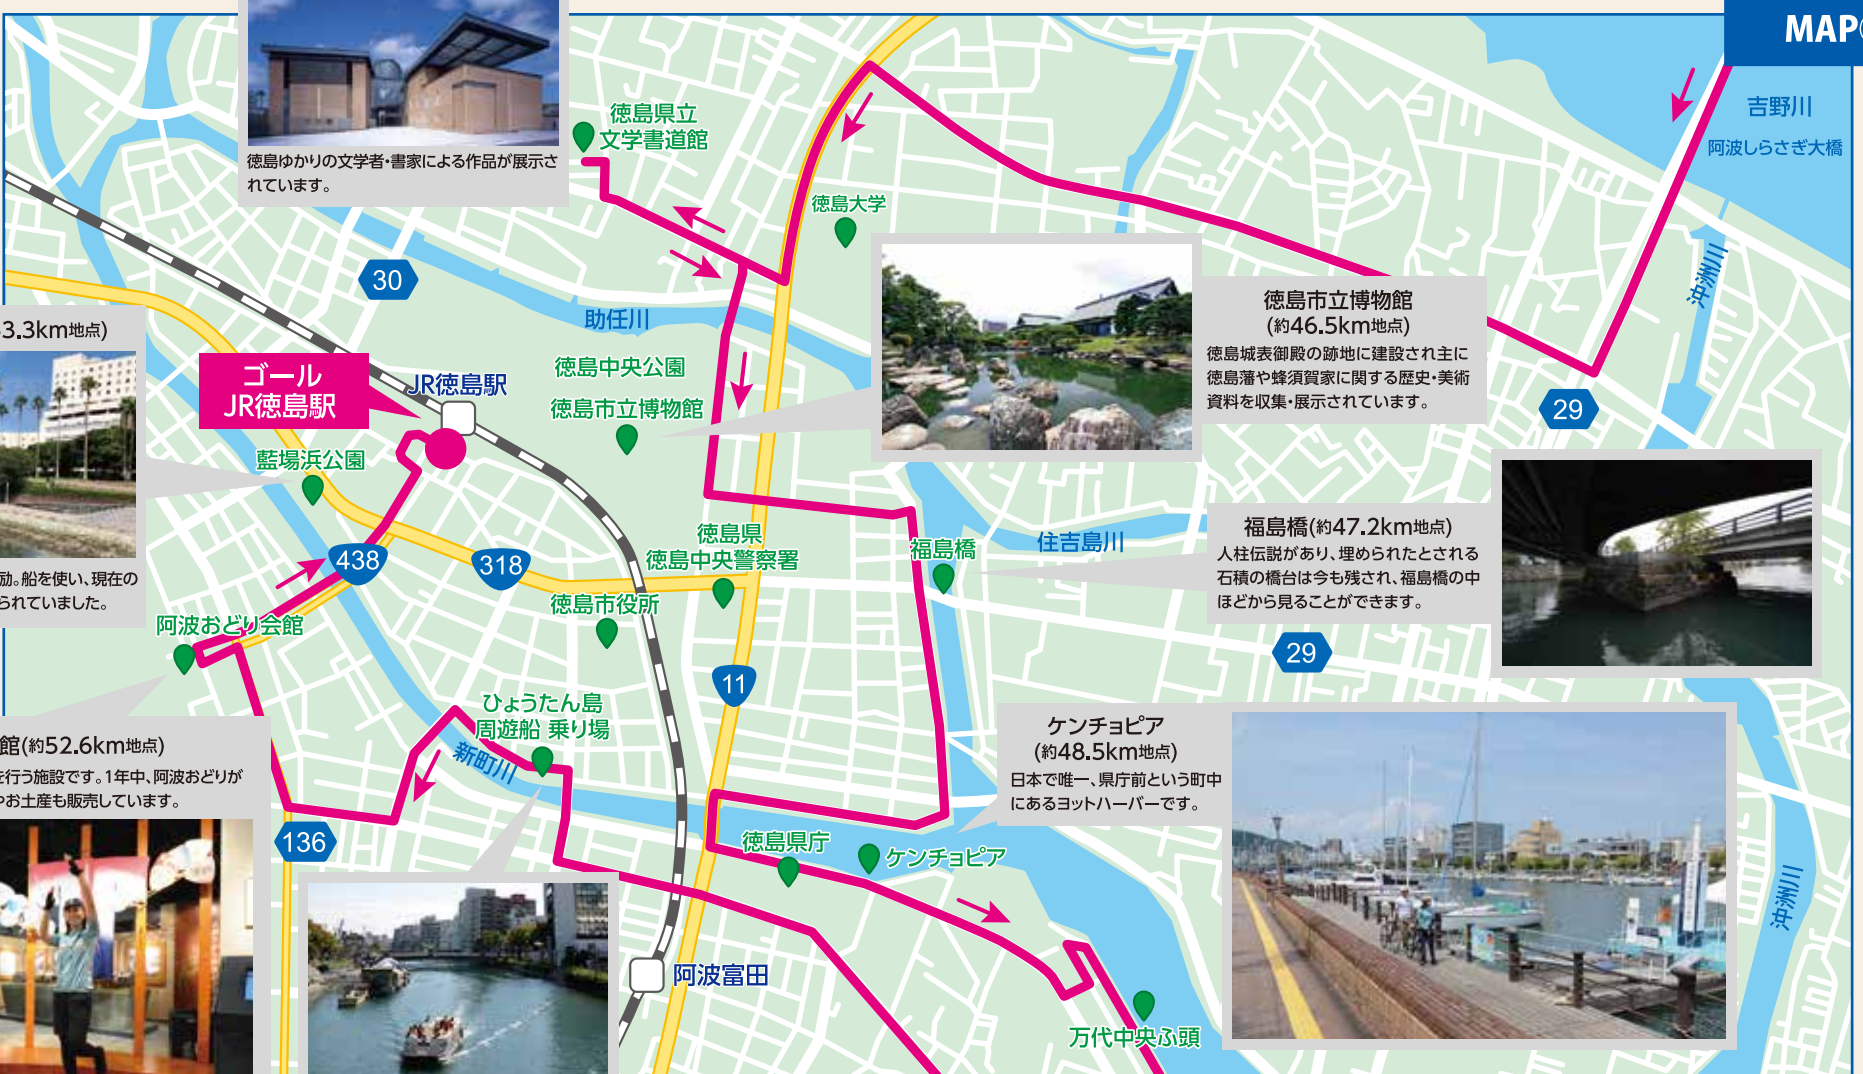 MAP
吉野川
阿波しらさぎ大橋
徳島県立
文学書道館
徳島ゆかりの文学者・書家による作品が展示さ
れています。
徳島大学
沖洲川
30
助任川
徳島市立博物館
(約46.5km地点)
徳島城表御殿の跡地に建設され主に
徳島藩や蜂須賀家に関する歴史・美術
資料を収集・展示されています。
3.3km地点)
ゴール
JR徳島駅
JR徳島駅
徳島中央公園
徳島市立博物館
29
藍場浜公園
438
318
徳島県
徳島中央警察署
福島橋
住吉島川
福島橋(約47.2km地点)
人柱伝説があり、埋められたとされる
石積の橋台は今も残され、福島橋の中
ほどから見ることができます。
励。船を使い、現在の
られていました。
阿波おどり会館
徳島市役所
29
11
ひょうたん島
周遊船 乗り場
新町川
館(約52.6km地点)
を行う施設です。1年中、阿波おどりが
やお土産も販売しています。
ケンチョピア
(約48.5km地点)
日本で唯一、県庁前という町中
にあるヨットハーバーです。
136
徳島県庁
ケンチョピア
沖洲川
阿波富田
万代中央ふ頭